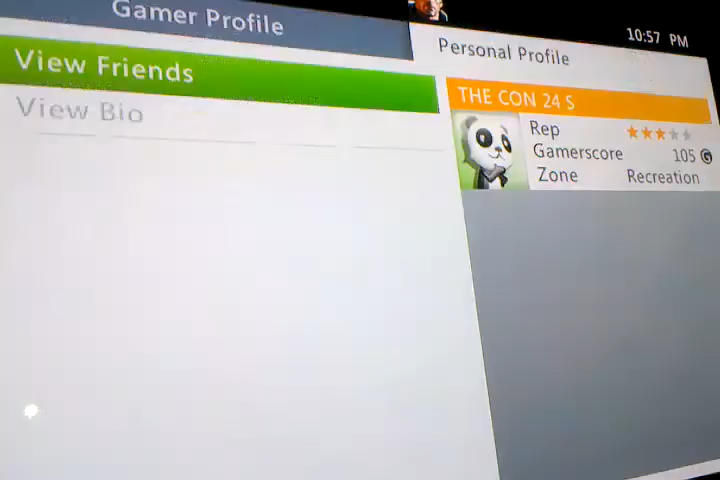 Gamer Profile
10:57 PM
Personal Profile
View Friends
View Bio
THE CON 24 S
Rep
Gamerscore 105 G
Zone Recreation